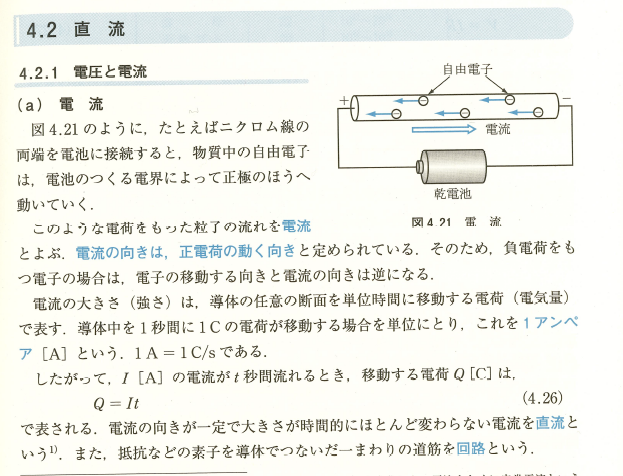 4.2 直 流
4.2.1 電圧と電流
(a) 電 流
図4.21のように，たとえばニクロム線の
両端を電池に接続すると，物質中の自由電子
は，電池のつくる電界によって正極のほうへ
動いていく．
自由電子
+
−
電流
乾電池
図4.21 電 流
このような電荷をもった粒子の流れを電流
とよぶ．電流の向きは，正電荷の動く向きと定められている．そのため，負電荷をも
つ電子の場合は，電子の移動する向きと電流の向きは逆になる．
電流の大きさ（強さ）は，導体の任意の断面を単位時間に移動する電荷（電気量）
で表す．導体中を1秒間に1Cの電荷が移動する場合を単位にとり，これを1アンペ
ア［A］という．1A＝1C/sである．
したがって，I［A］の電流がt秒間流れるとき，移動する電荷Q［C］は，
Q = It (4.26)
で表される．電流の向きが一定で大きさが時間的にほとんど変わらない電流を直流と
いう¹⁾．また，抵抗などの素子を導体でつないだ一まわりの道筋を回路という．